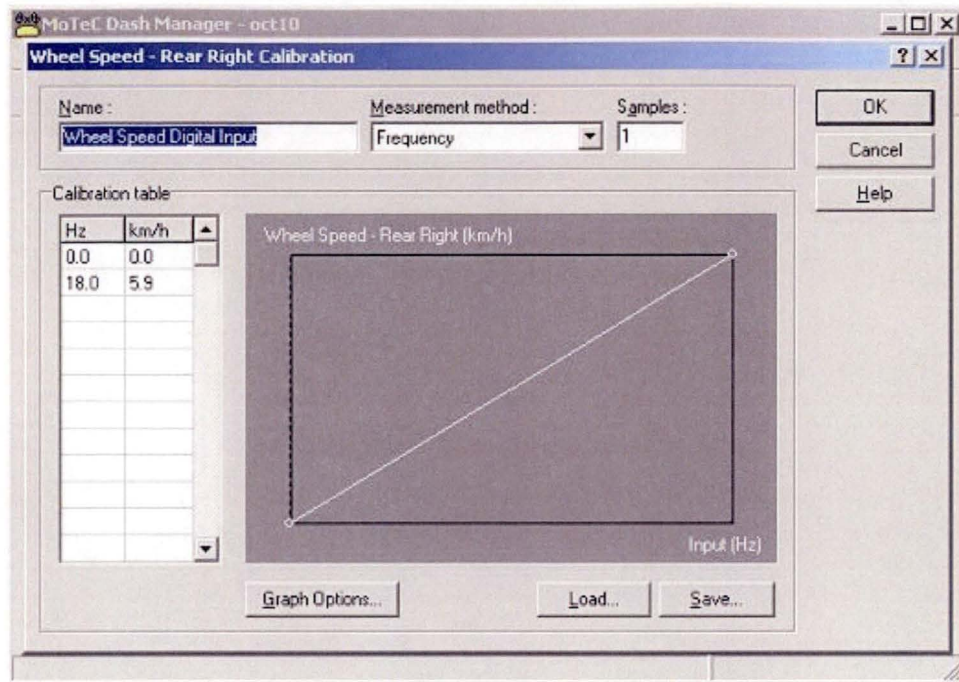 MoTeC Dash Manager - oct10
Wheel Speed - Rear Right Calibration
Name :
Measurement method :
Samples :
Wheel Speed Digital Input
Frequency
1
OK
Cancel
Help
Calibration table
Hz km/h
0.0 0.0
18.0 5.9
Wheel Speed - Rear Right (km/h)
Input (Hz)
Graph Options...
Load...
Save...